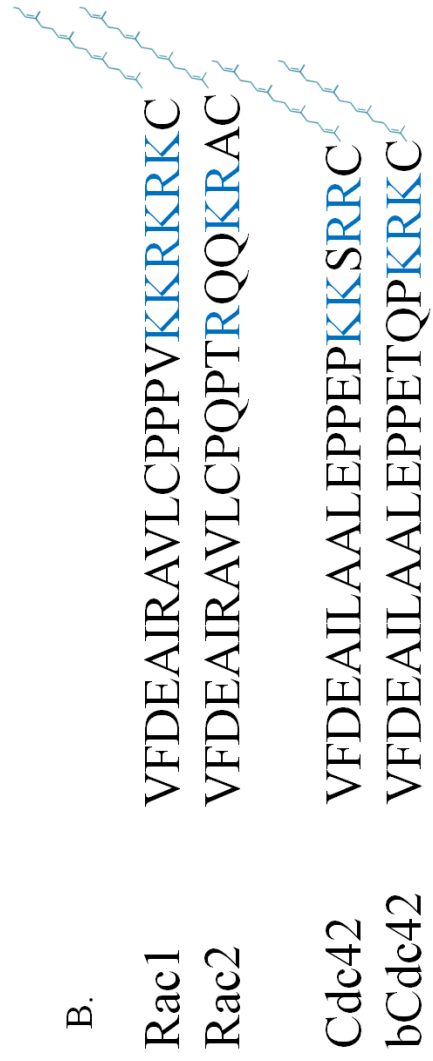 B.
Rac1 VFDEAIRAVLCPPPVKKRKRKC
Rac2 VFDEAIRAVLCPQPTRQQKRAC
Cdc42 VFDEAILAALEPPEPKKSRRC
bCdc42 VFDEAILAALEPPETQPKRKC